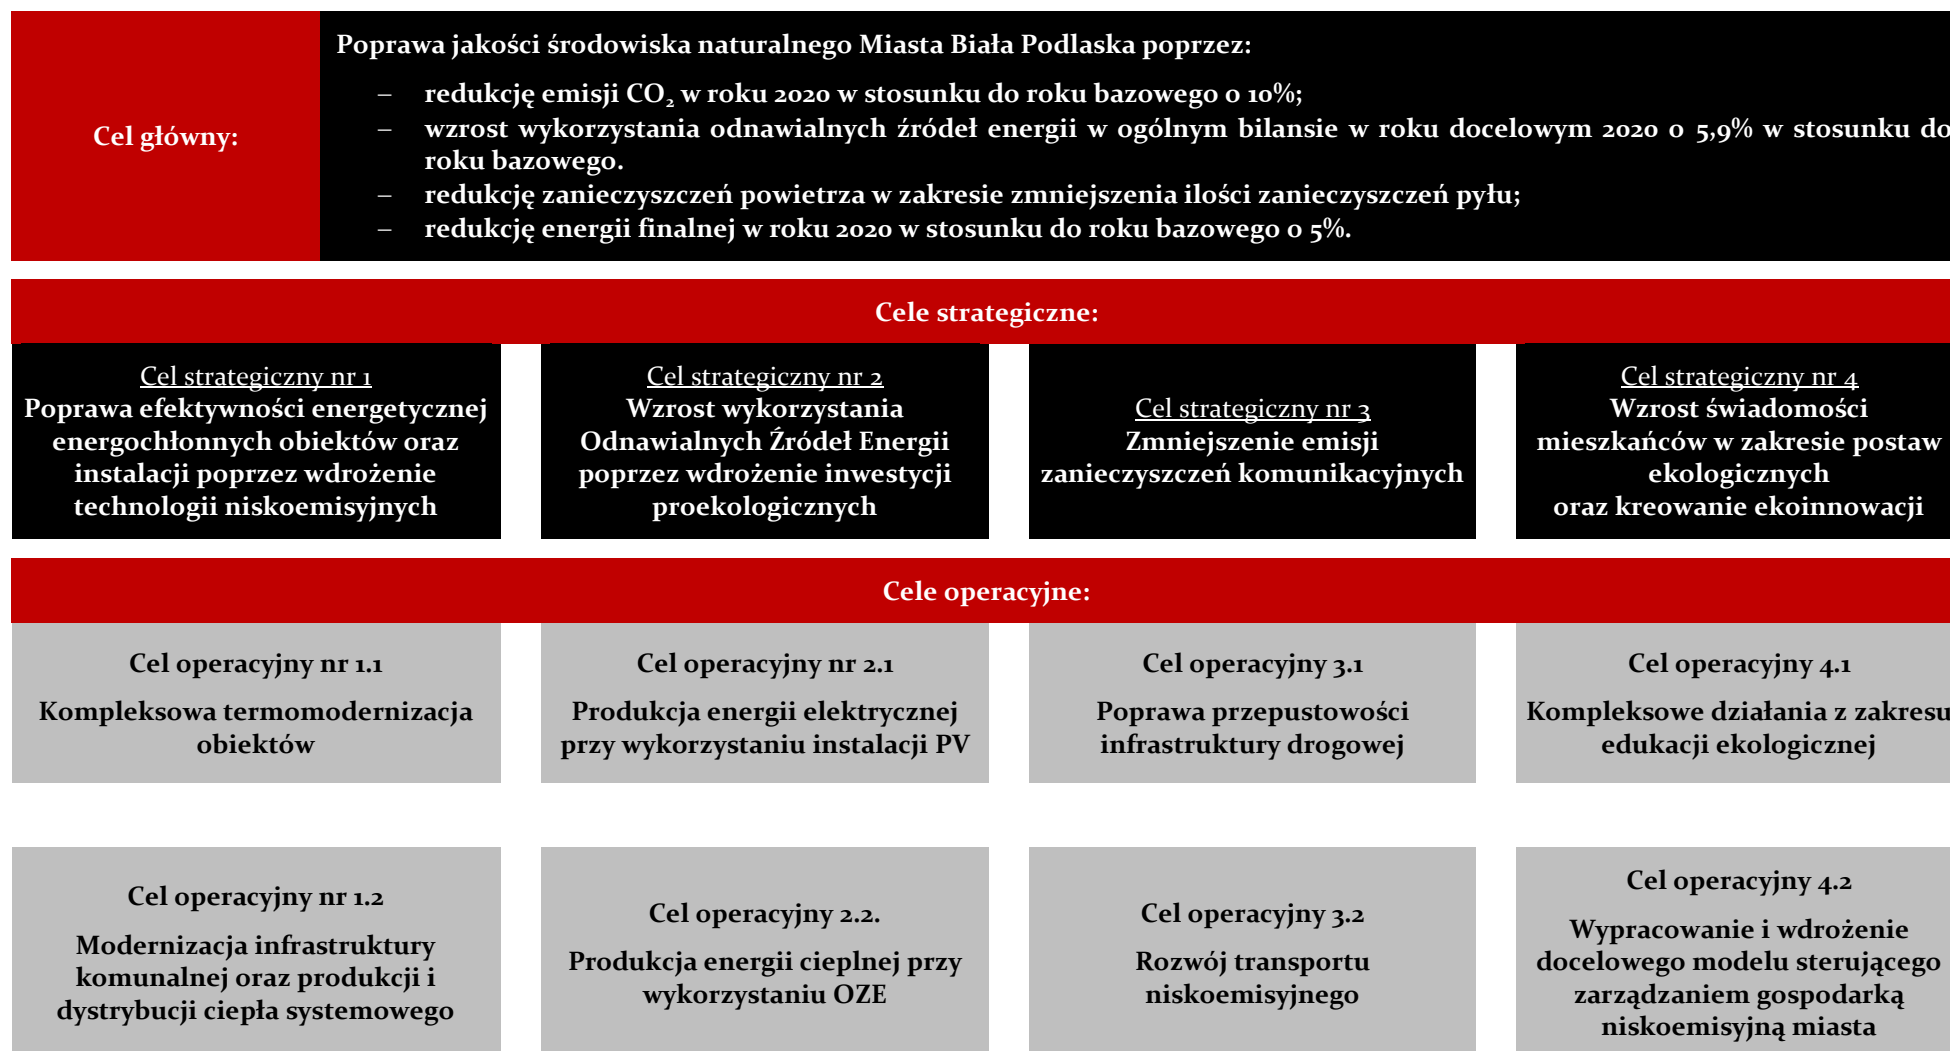 Cel główny:
Poprawa jakości środowiska naturalnego Miasta Biała Podlaska poprzez:
– redukcję emisji CO₂ w roku 2020 w stosunku do roku bazowego o 10%;
– wzrost wykorzystania odnawialnych źródeł energii w ogólnym bilansie w roku docelowym 2020 o 5,9% w stosunku do
roku bazowego.
– redukcję zanieczyszczeń powietrza w zakresie zmniejszenia ilości zanieczyszczeń pyłu;
– redukcję energii finalnej w roku 2020 w stosunku do roku bazowego o 5%.
Cele strategiczne:
Cel strategiczny nr 1
Poprawa efektywności energetycznej
energochłonnych obiektów oraz
instalacji poprzez wdrożenie
technologii niskoemisyjnych
Cel strategiczny nr 2
Wzrost wykorzystania
Odnawialnych Źródeł Energii
poprzez wdrożenie inwestycji
proekologicznych
Cel strategiczny nr 3
Zmniejszenie emisji
zanieczyszczeń komunikacyjnych
Cel strategiczny nr 4
Wzrost świadomości
mieszkańców w zakresie postaw
ekologicznych
oraz kreowanie ekoinnowacji
Cele operacyjne:
Cel operacyjny nr 1.1
Kompleksowa termomodernizacja
obiektów
Cel operacyjny nr 2.1
Produkcja energii elektrycznej
przy wykorzystaniu instalacji PV
Cel operacyjny 3.1
Poprawa przepustowości
infrastruktury drogowej
Cel operacyjny 4.1
Kompleksowe działania z zakresu
edukacji ekologicznej
Cel operacyjny nr 1.2
Modernizacja infrastruktury
komunalnej oraz produkcji i
dystrybucji ciepła systemowego
Cel operacyjny 2.2.
Produkcja energii cieplnej przy
wykorzystaniu OZE
Cel operacyjny 3.2
Rozwój transportu
niskoemisyjnego
Cel operacyjny 4.2
Wypracowanie i wdrożenie
docelowego modelu sterującego
zarządzaniem gospodarką
niskoemisyjną miasta